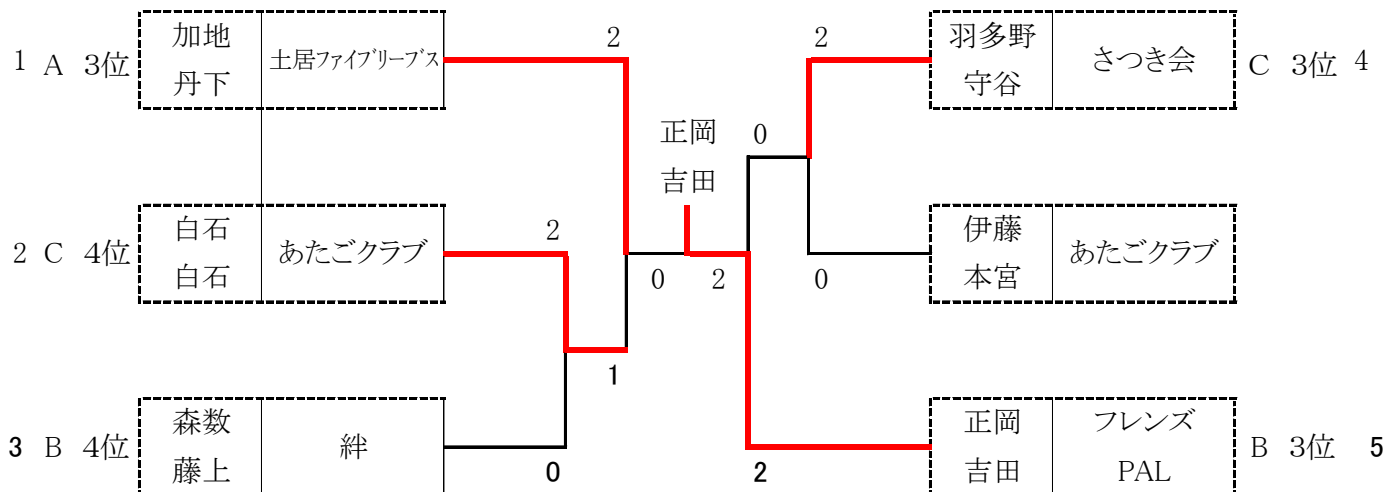 1 A 3位
加地
丹下
土居ファイブリーブス
2
2
羽多野
守谷
さつき会
C 3位 4
正岡
吉田
0
2 C 4位
白石
白石
あたごクラブ
2
0
2
0
伊藤
本宮
あたごクラブ
1
3 B 4位
森数
藤上
絆
0
2
正岡
吉田
フレンズ
PAL
B 3位 5